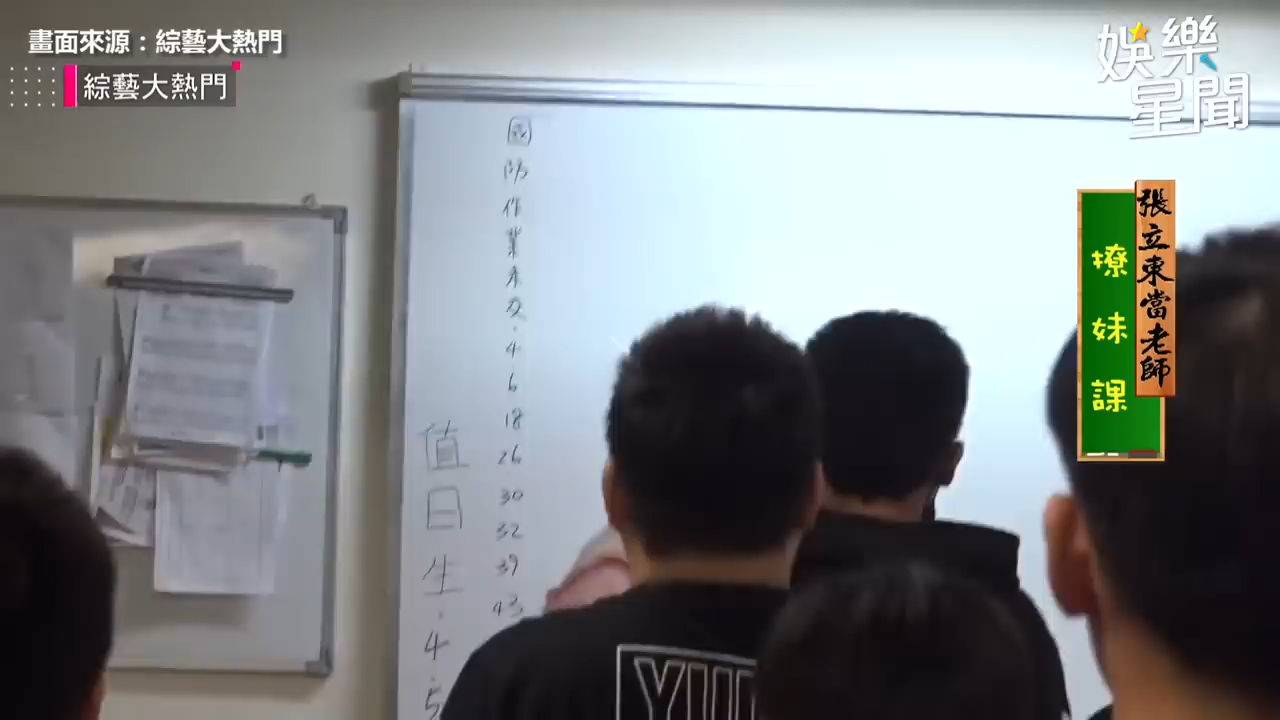 畫面來源：綜藝大熱門
綜藝大熱門
娛樂
星聞
張立東當老師
撩妹課
國防作業未交.4 6 18 26 30 32 39 43
值日生.4.5